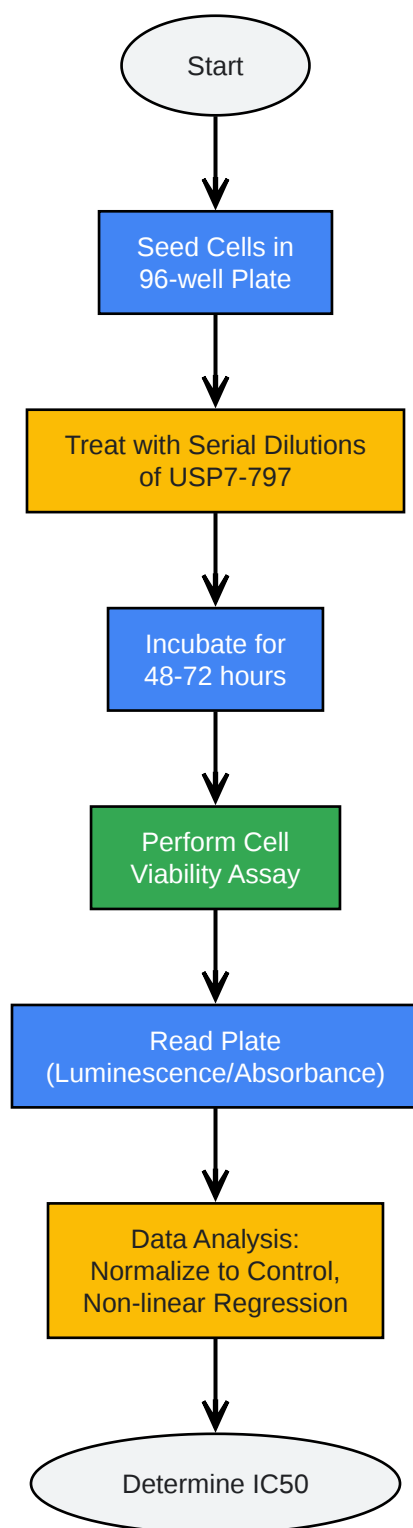 Start
Seed Cells in
96-well Plate
Treat with Serial Dilutions
of USP7-797
Incubate for
48-72 hours
Perform Cell
Viability Assay
Read Plate
(Luminescence/Absorbance)
Data Analysis:
Normalize to Control,
Non-linear Regression
Determine IC50